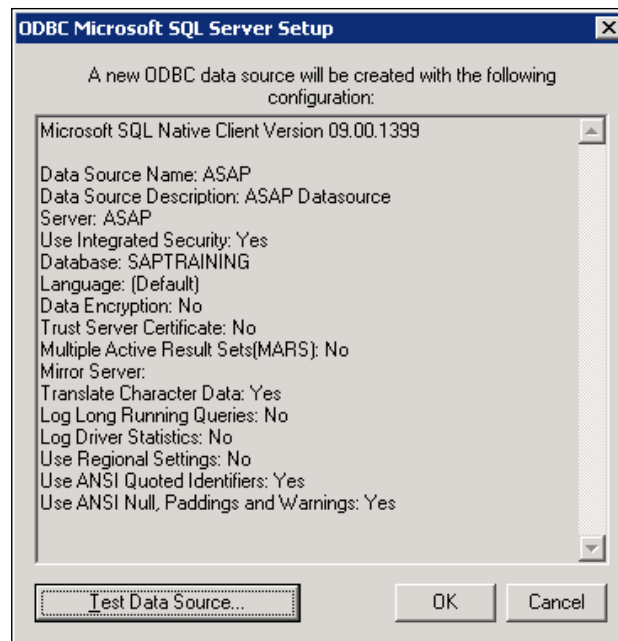 ODBC Microsoft SQL Server Setup
A new ODBC data source will be created with the following
configuration:
Microsoft SQL Native Client Version 09.00.1399
Data Source Name: ASAP
Data Source Description: ASAP Datasource
Server: ASAP
Use Integrated Security: Yes
Database: SAPTRAINING
Language: (Default)
Data Encryption: No
Trust Server Certificate: No
Multiple Active Result Sets(MARS): No
Mirror Server:
Translate Character Data: Yes
Log Long Running Queries: No
Log Driver Statistics: No
Use Regional Settings: No
Use ANSI Quoted Identifiers: Yes
Use ANSI Null, Paddings and Warnings: Yes
Test Data Source...
OK
Cancel